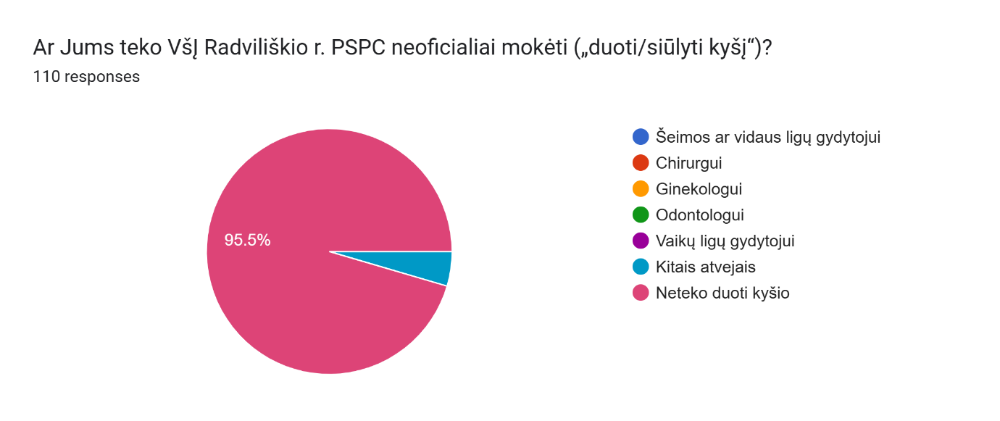 Ar Jums teko VšĮ Radviliškio r. PSPC neoficialiai mokėti („duoti/siūlyti kyšį“)?
110 responses
95.5%
Šeimos ar vidaus ligų gydytojui
Chirurgui
Ginekologui
Odontologui
Vaikų ligų gydytojui
Kitais atvejais
Neteko duoti kyšio